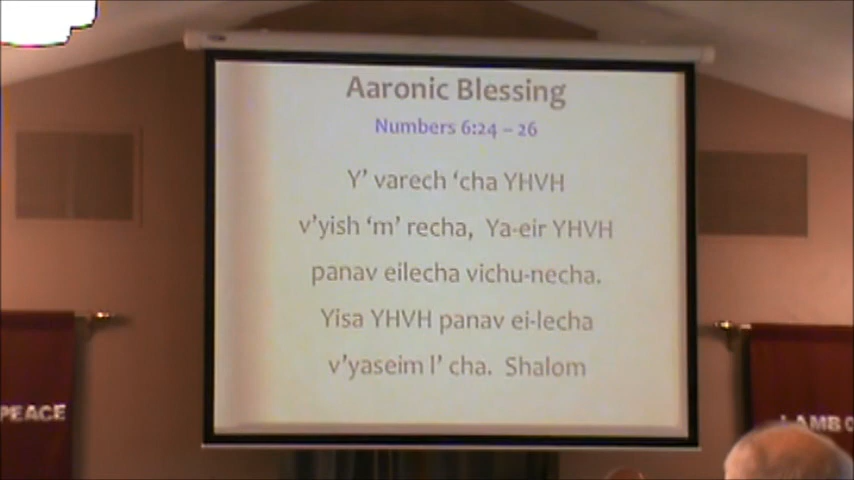 Aaronic Blessing
Numbers 6:24 – 26
Y' varech 'cha YHVH
v'yish 'm' recha, Ya-eir YHVH
panav eilecha vichu-necha.
Yisa YHVH panav ei-lecha
v'yaseim l' cha. Shalom
PEACE
LAMB